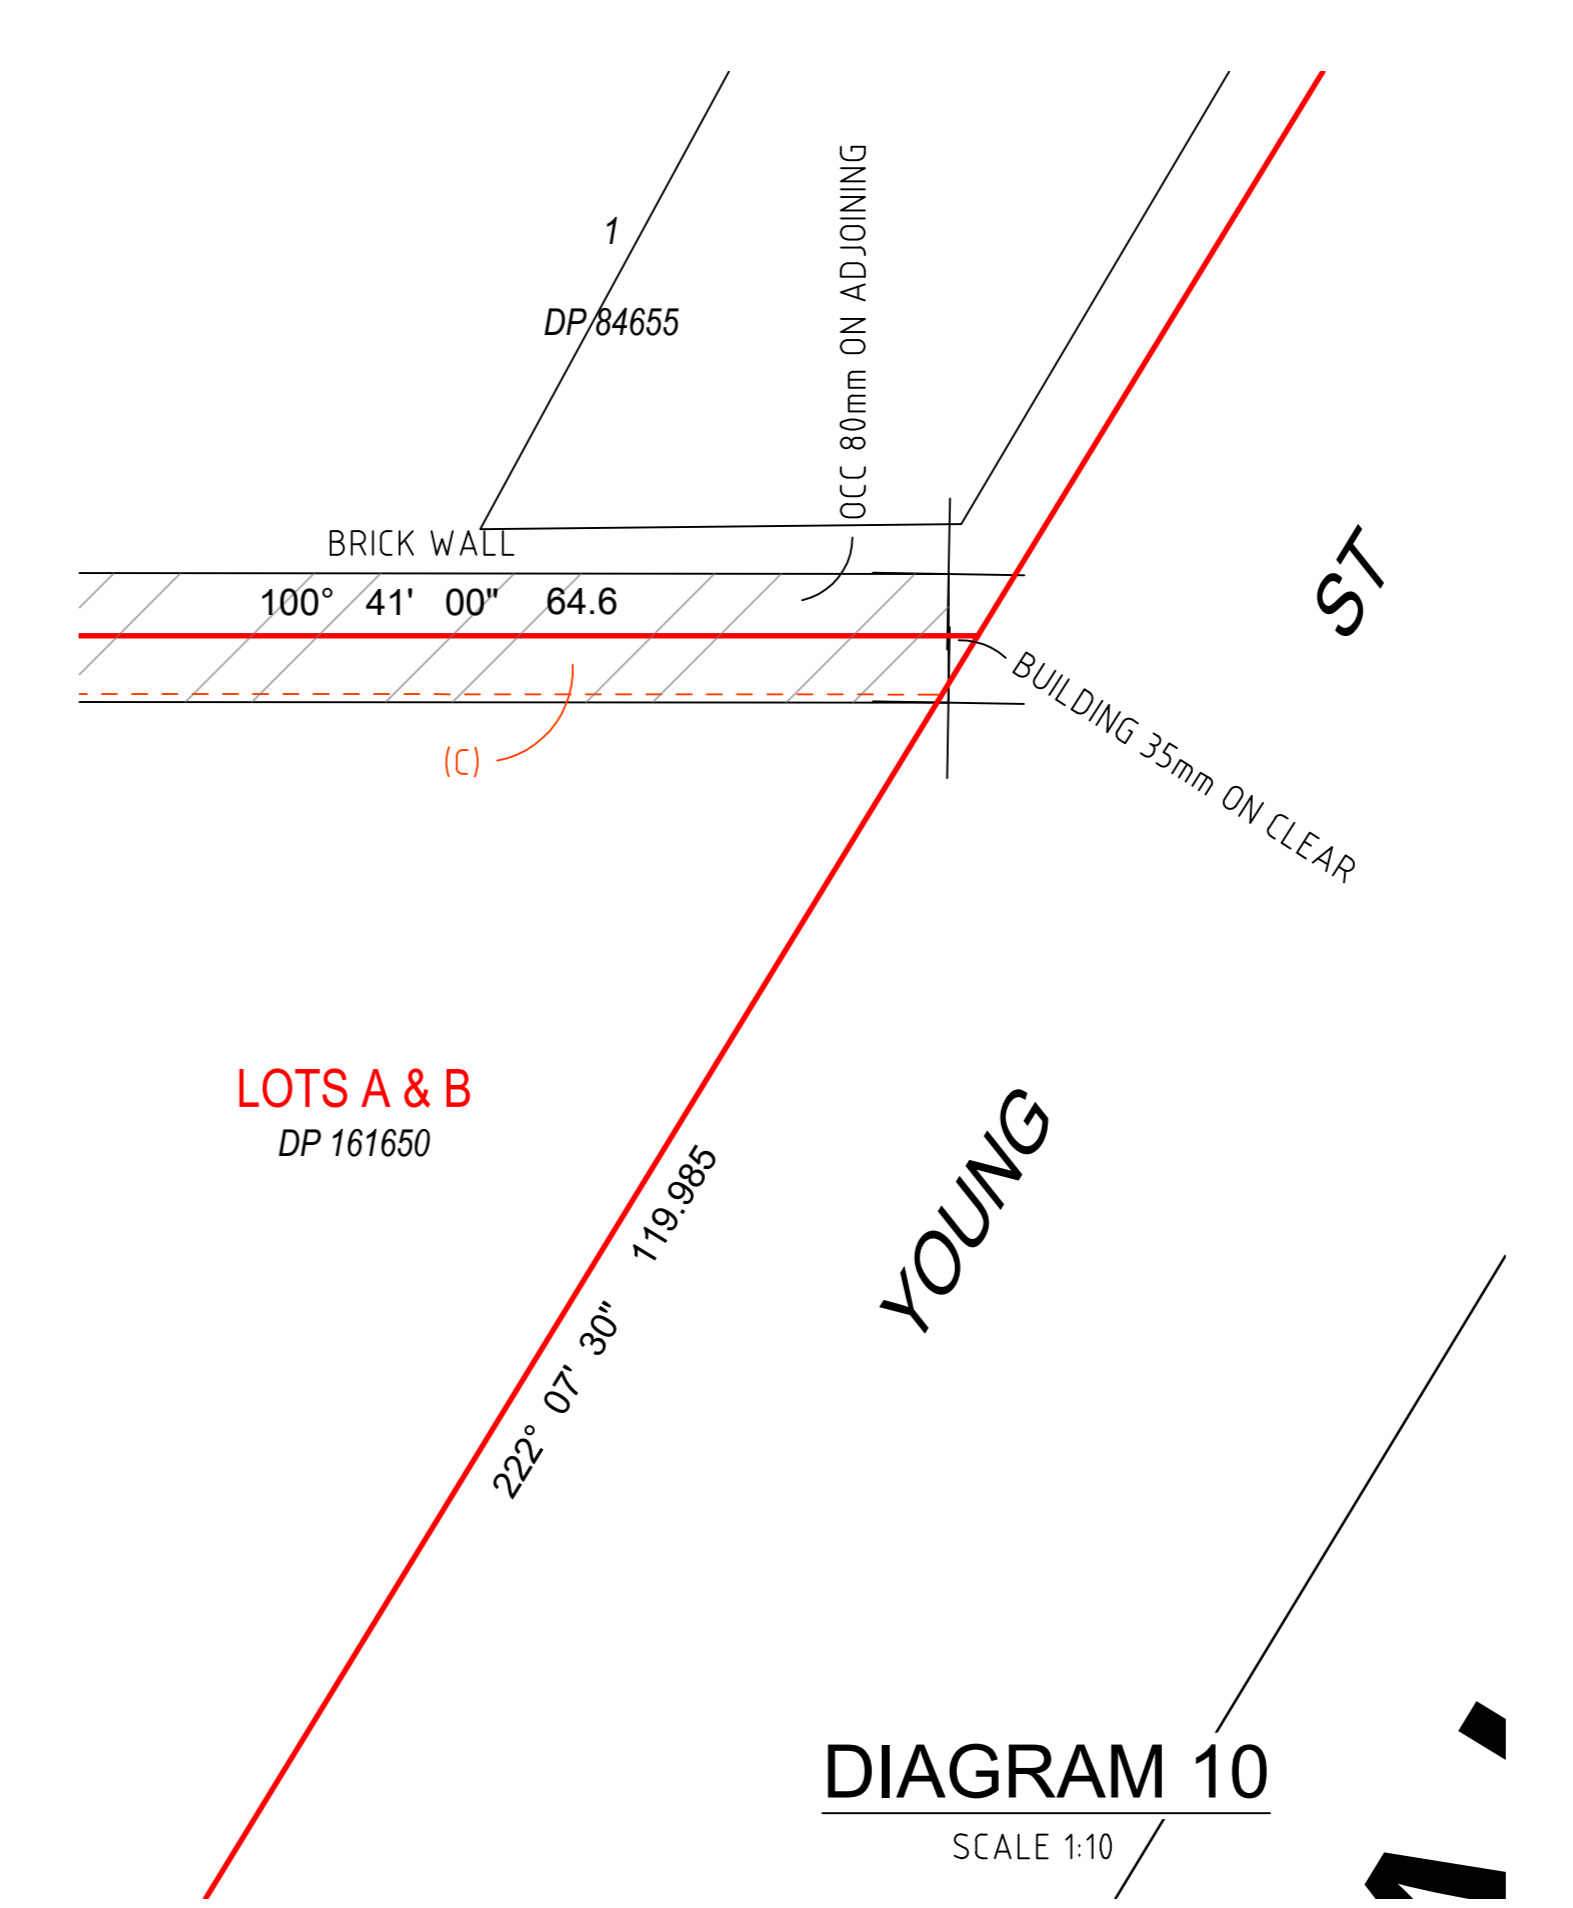 1
DP 84655
OCC 80mm ON ADJOINING
BRICK WALL
100° 41' 00" 64.6
ST
BUILDING 35mm ON CLEAR
(C)
LOTS A & B
DP 161650
222° 07' 30" 119.985
YOUNG
DIAGRAM 10
SCALE 1:10